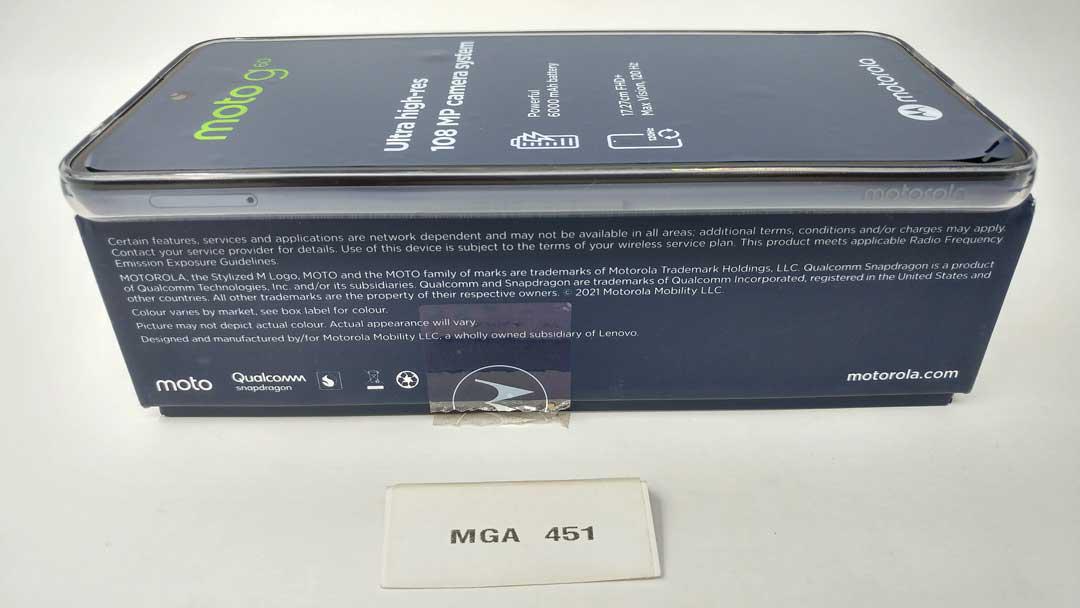 moto g60
Ultra high-res
108 MP camera system
Powerful
6000 mAh battery
17.27cm FHD+
Max Vision, 120 Hz
motorola
motorola
Certain features, services and applications are network dependent and may not be available in all areas; additional terms, conditions and/or charges may apply.
Contact your service provider for details. Use of this device is subject to the terms of your wireless service plan. This product meets applicable Radio Frequency
Emission Exposure Guidelines.
MOTOROLA, the Stylized M Logo, MOTO and the MOTO family of marks are trademarks of Motorola Trademark Holdings, LLC. Qualcomm Snapdragon is a product
of Qualcomm Technologies, Inc. and/or its subsidiaries. Qualcomm and Snapdragon are trademarks of Qualcomm Incorporated, registered in the United States and
other countries. All other trademarks are the property of their respective owners. © 2021 Motorola Mobility LLC.
Colour varies by market, see box label for colour.
Picture may not depict actual colour. Actual appearance will vary.
Designed and manufactured by/for Motorola Mobility LLC, a wholly owned subsidiary of Lenovo.
moto
Qualcomm
snapdragon
motorola.com
MGA 451